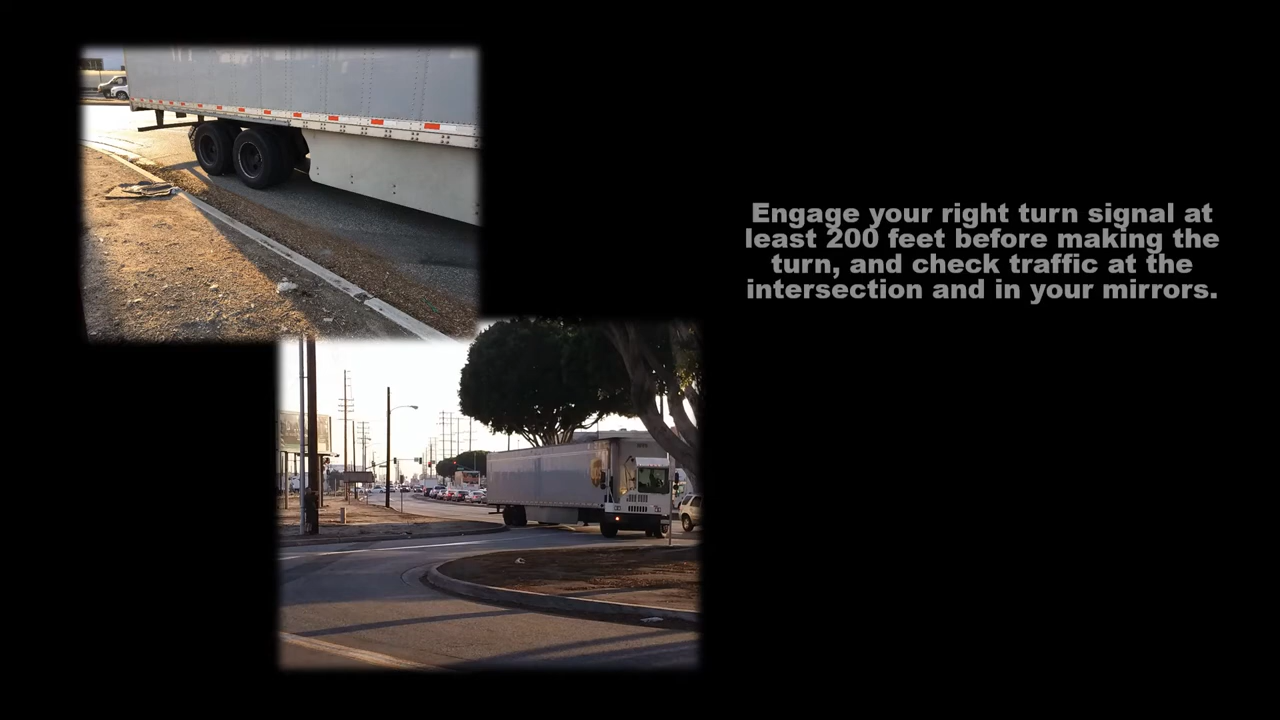 Engage your right turn signal at
least 200 feet before making the
turn, and check traffic at the
intersection and in your mirrors.